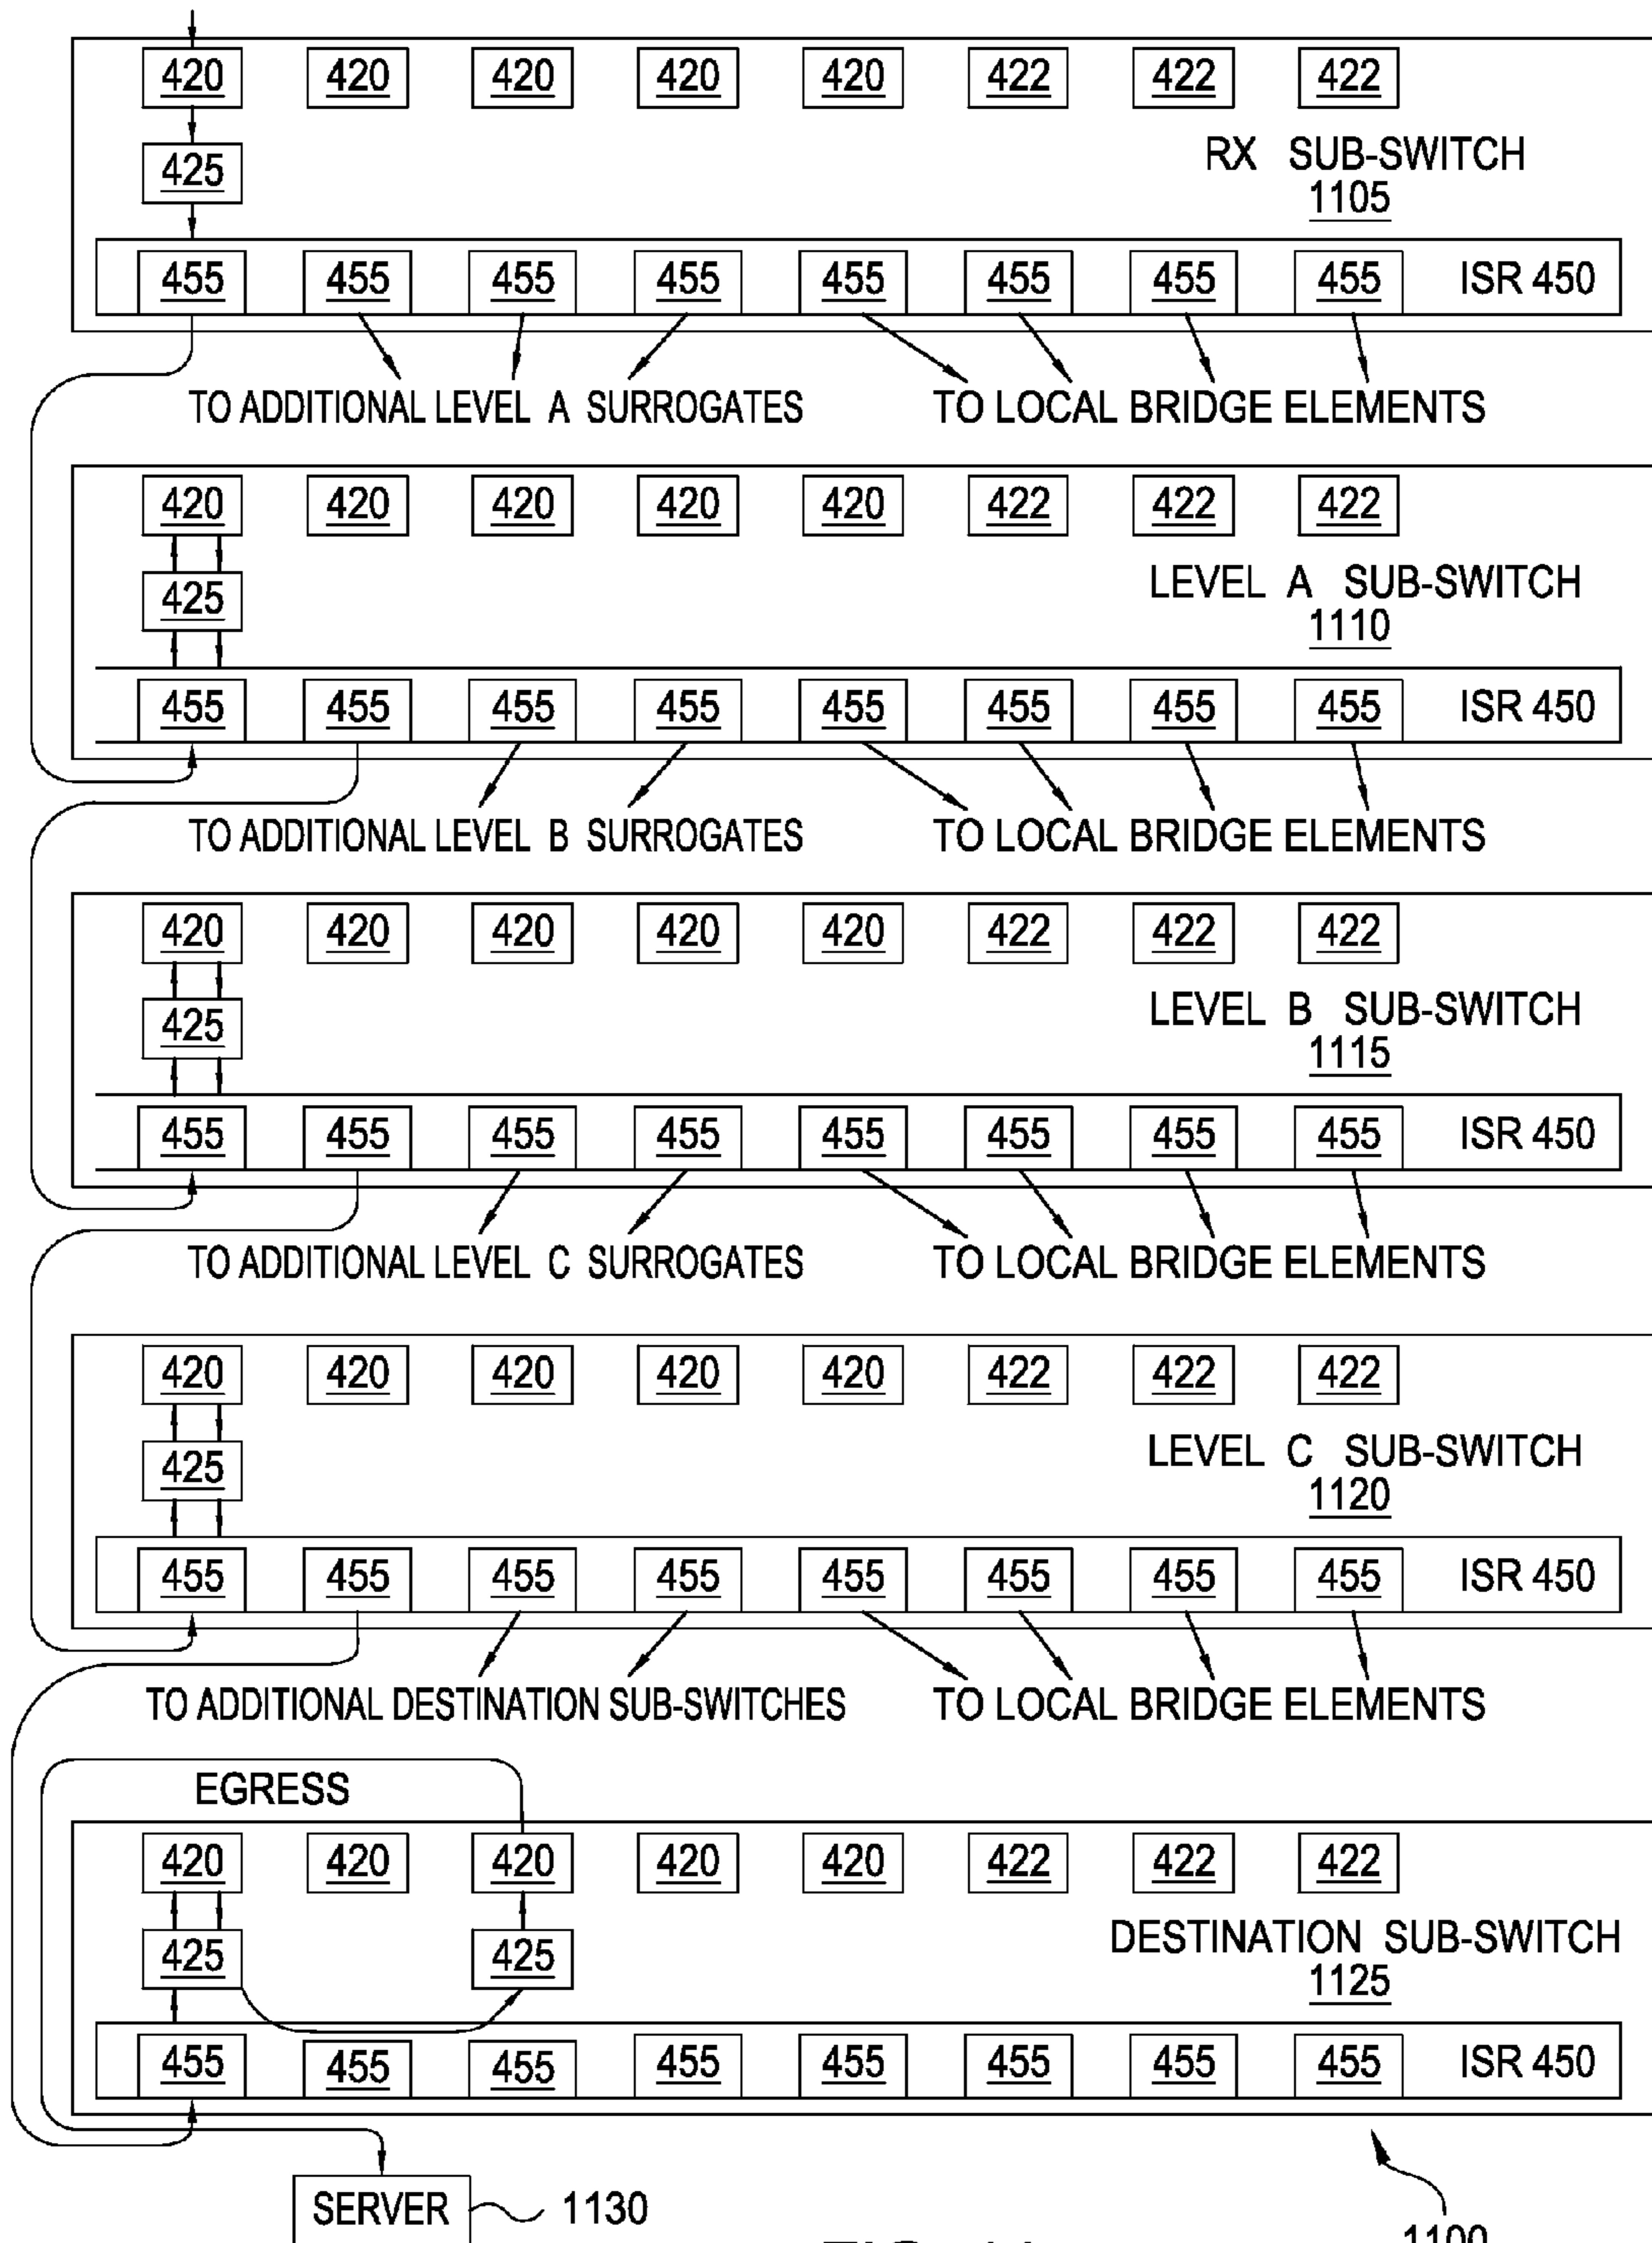 420 420 420 420 420 422 422 422
425
RX SUB-SWITCH
1105
455 455 455 455 455 455 455 455 ISR 450
TO ADDITIONAL LEVEL A SURROGATES TO LOCAL BRIDGE ELEMENTS
420 420 420 420 420 422 422 422
425
LEVEL A SUB-SWITCH
1110
455 455 455 455 455 455 455 455 ISR 450
TO ADDITIONAL LEVEL B SURROGATES TO LOCAL BRIDGE ELEMENTS
420 420 420 420 420 422 422 422
425
LEVEL B SUB-SWITCH
1115
455 455 455 455 455 455 455 455 ISR 450
TO ADDITIONAL LEVEL C SURROGATES TO LOCAL BRIDGE ELEMENTS
420 420 420 420 420 422 422 422
425
LEVEL C SUB-SWITCH
1120
455 455 455 455 455 455 455 455 ISR 450
TO ADDITIONAL DESTINATION SUB-SWITCHES TO LOCAL BRIDGE ELEMENTS
EGRESS
420 420 420 420 420 422 422 422
425 425
DESTINATION SUB-SWITCH
1125
455 455 455 455 455 455 455 455 ISR 450
SERVER 1130
1100